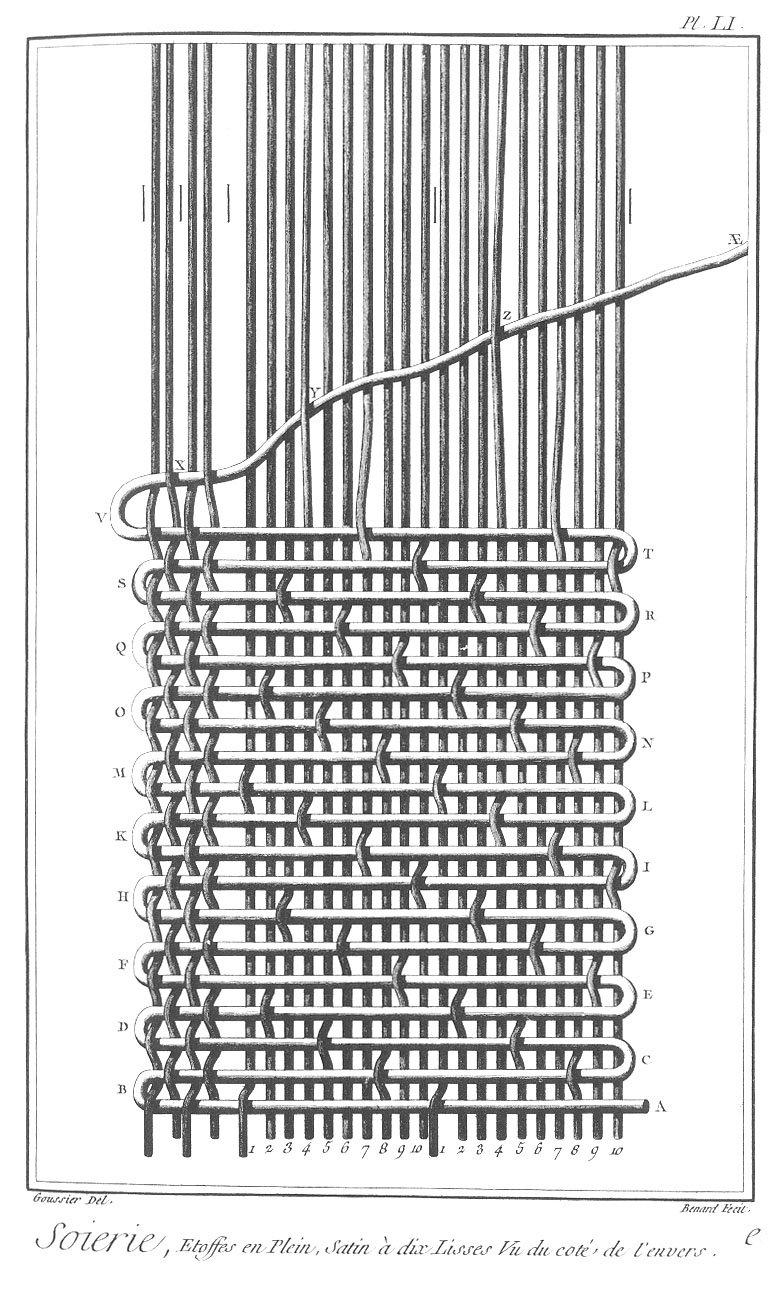 Pl. LI.
Æ
Z
Y
X
V
T
S
R
Q
P
O
N
M
L
K
I
H
G
F
E
D
C
B
A
1 2 3 4 5 6 7 8 9 10 1 2 3 4 5 6 7 8 9 10
Goussier Del.
Benard Fecit.
Soierie, Etoffes en Plein, Satin à dix Lisses Vu du coté de l'envers.
e